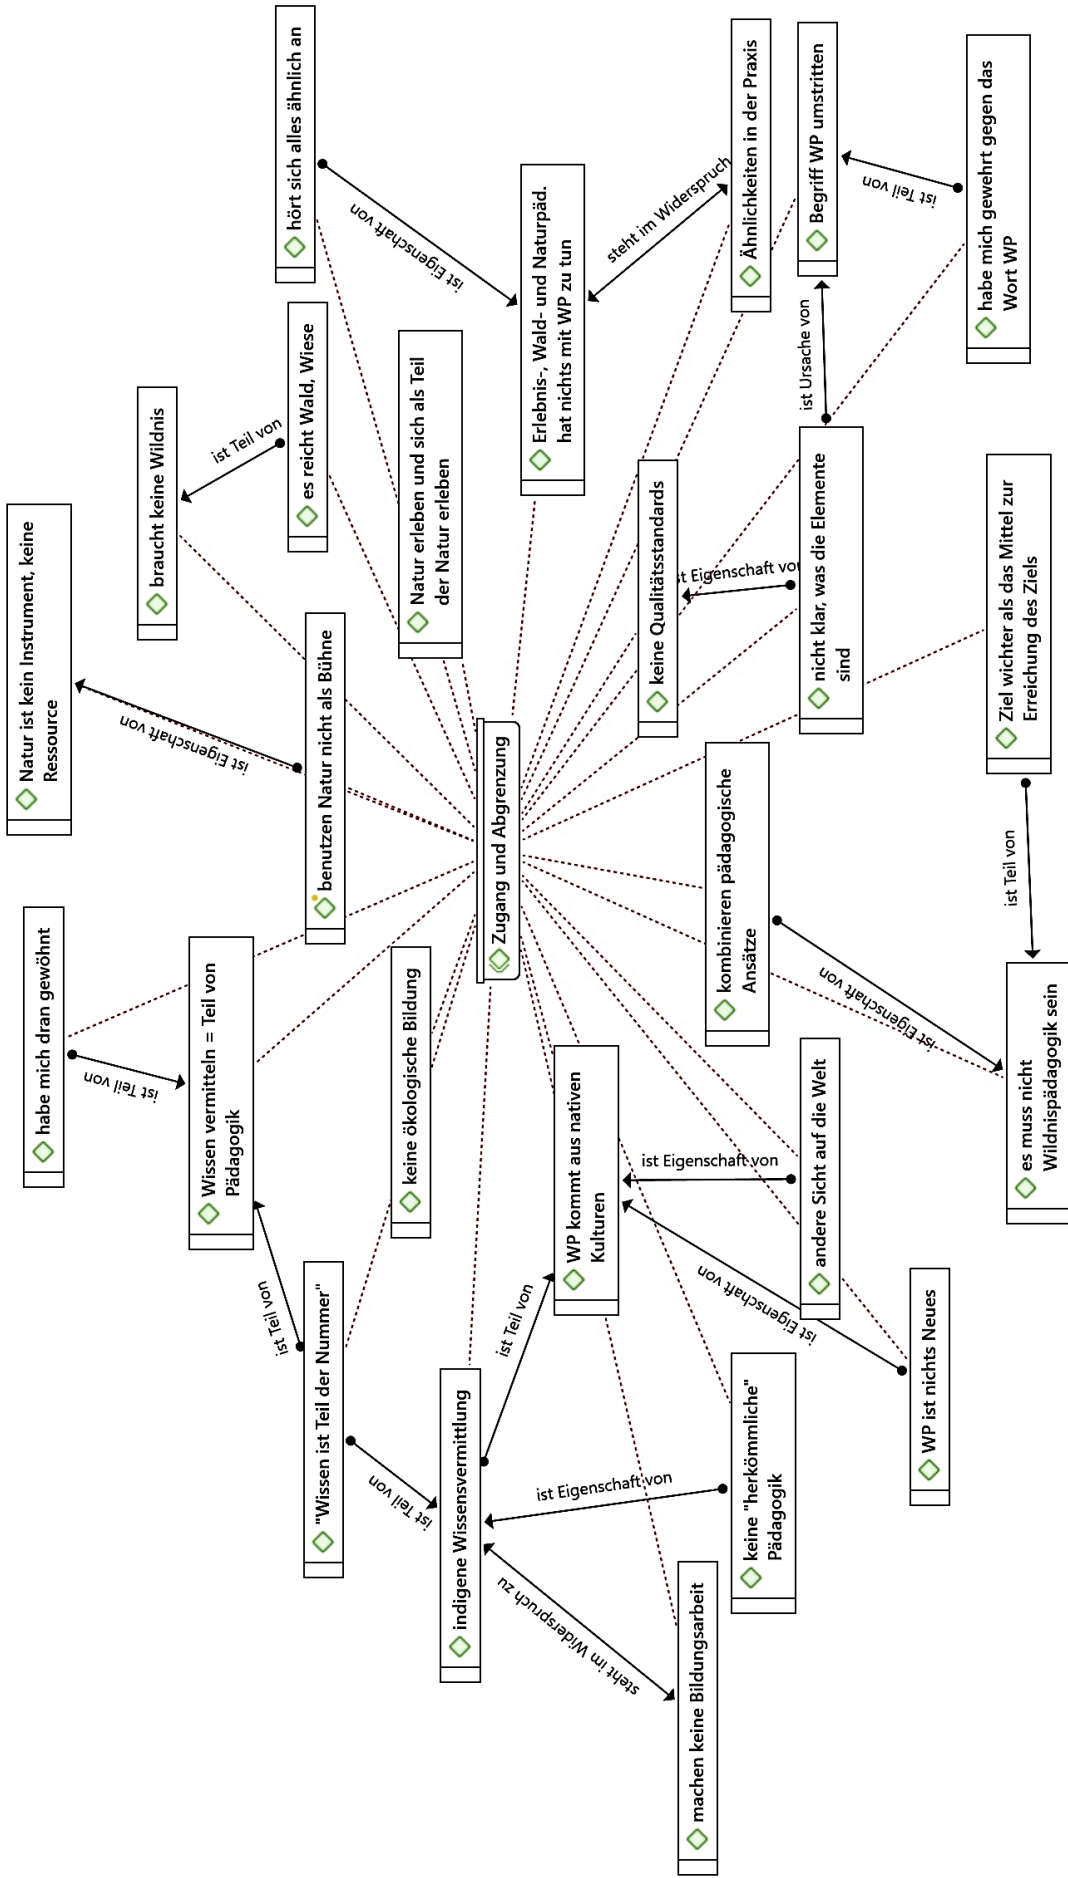 habe mich dran gewöhnt
ist Teil von
Natur ist kein Instrument, keine
Ressource
ist Eigenschaft von
braucht keine Wildnis
ist Teil von
es reicht Wald, Wiese
hört sich alles ähnlich an
ist Eigenschaft von
Wissen vermitteln = Teil von
Pädagogik
ist Teil von
"Wissen ist Teil der Nummer"
ist Teil von
benutzen Natur nicht als Bühne
keine ökologische Bildung
Natur erleben und sich als Teil
der Natur erleben
indigene Wissensvermittlung
ist Teil von
Zugang und Abgrenzung
Erlebnis-, Wald- und Naturpäd.
hat nichts mit WP zu tun
steht im Widerspruch
steht im Widerspruch zu
ist Eigenschaft von
WP kommt aus nativen
Kulturen
ist Eigenschaft von
ist Eigenschaft von
keine Qualitätsstandards
st Eigenschaft von
machen keine Bildungsarbeit
keine "herkömmliche"
Pädagogik
kombinieren pädagogische
Ansätze
ist Eigenschaft von
Ähnlichkeiten in der Praxis
andere Sicht auf die Welt
nicht klar, was die Elemente
sind
ist Ursache von
Begriff WP umstritten
ist Teil von
WP ist nichts Neues
habe mich gewehrt gegen das
Wort WP
Ziel wichter als das Mittel zur
Erreichung des Ziels
ist Teil von
es muss nicht
Wildnispädagogik sein